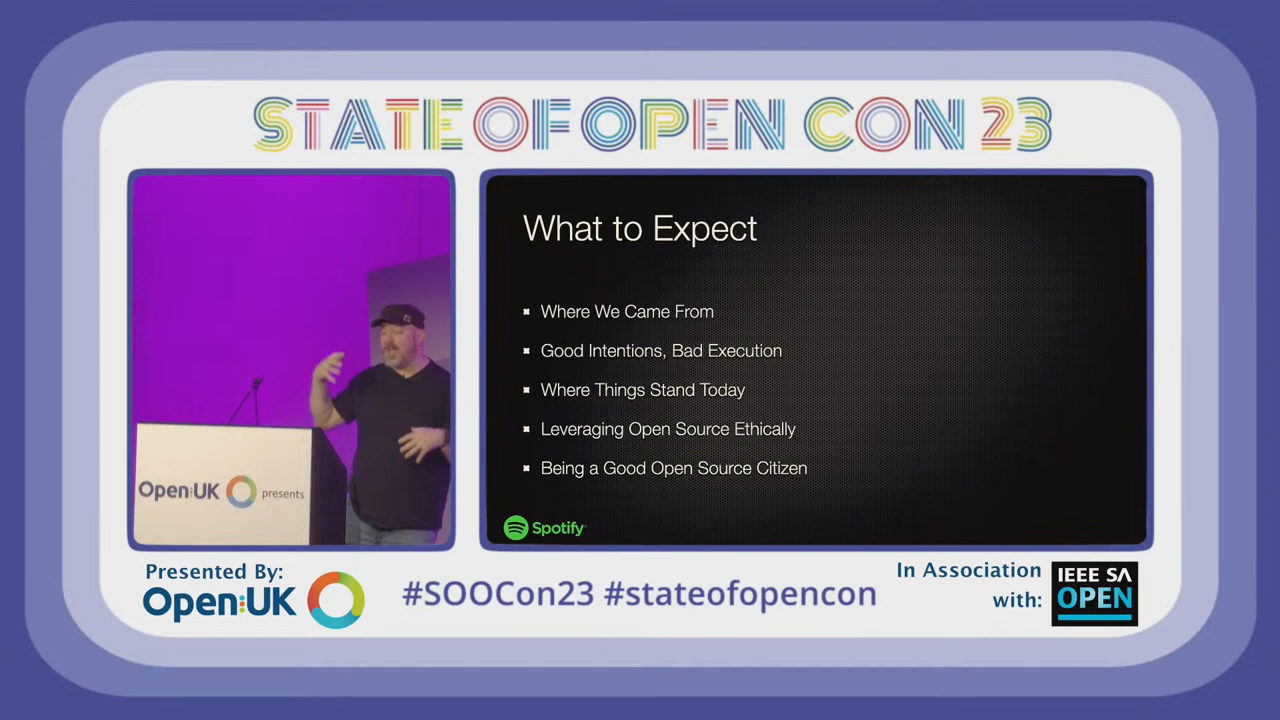 STATE OF OPEN CON 23
What to Expect
Where We Came From
Good Intentions, Bad Execution
Where Things Stand Today
Leveraging Open Source Ethically
Being a Good Open Source Citizen
Spotify
Open:UK presents
Presented By:
Open:UK
#SOOCon23 #stateofopencon
In Association
with:
IEEE SA
OPEN